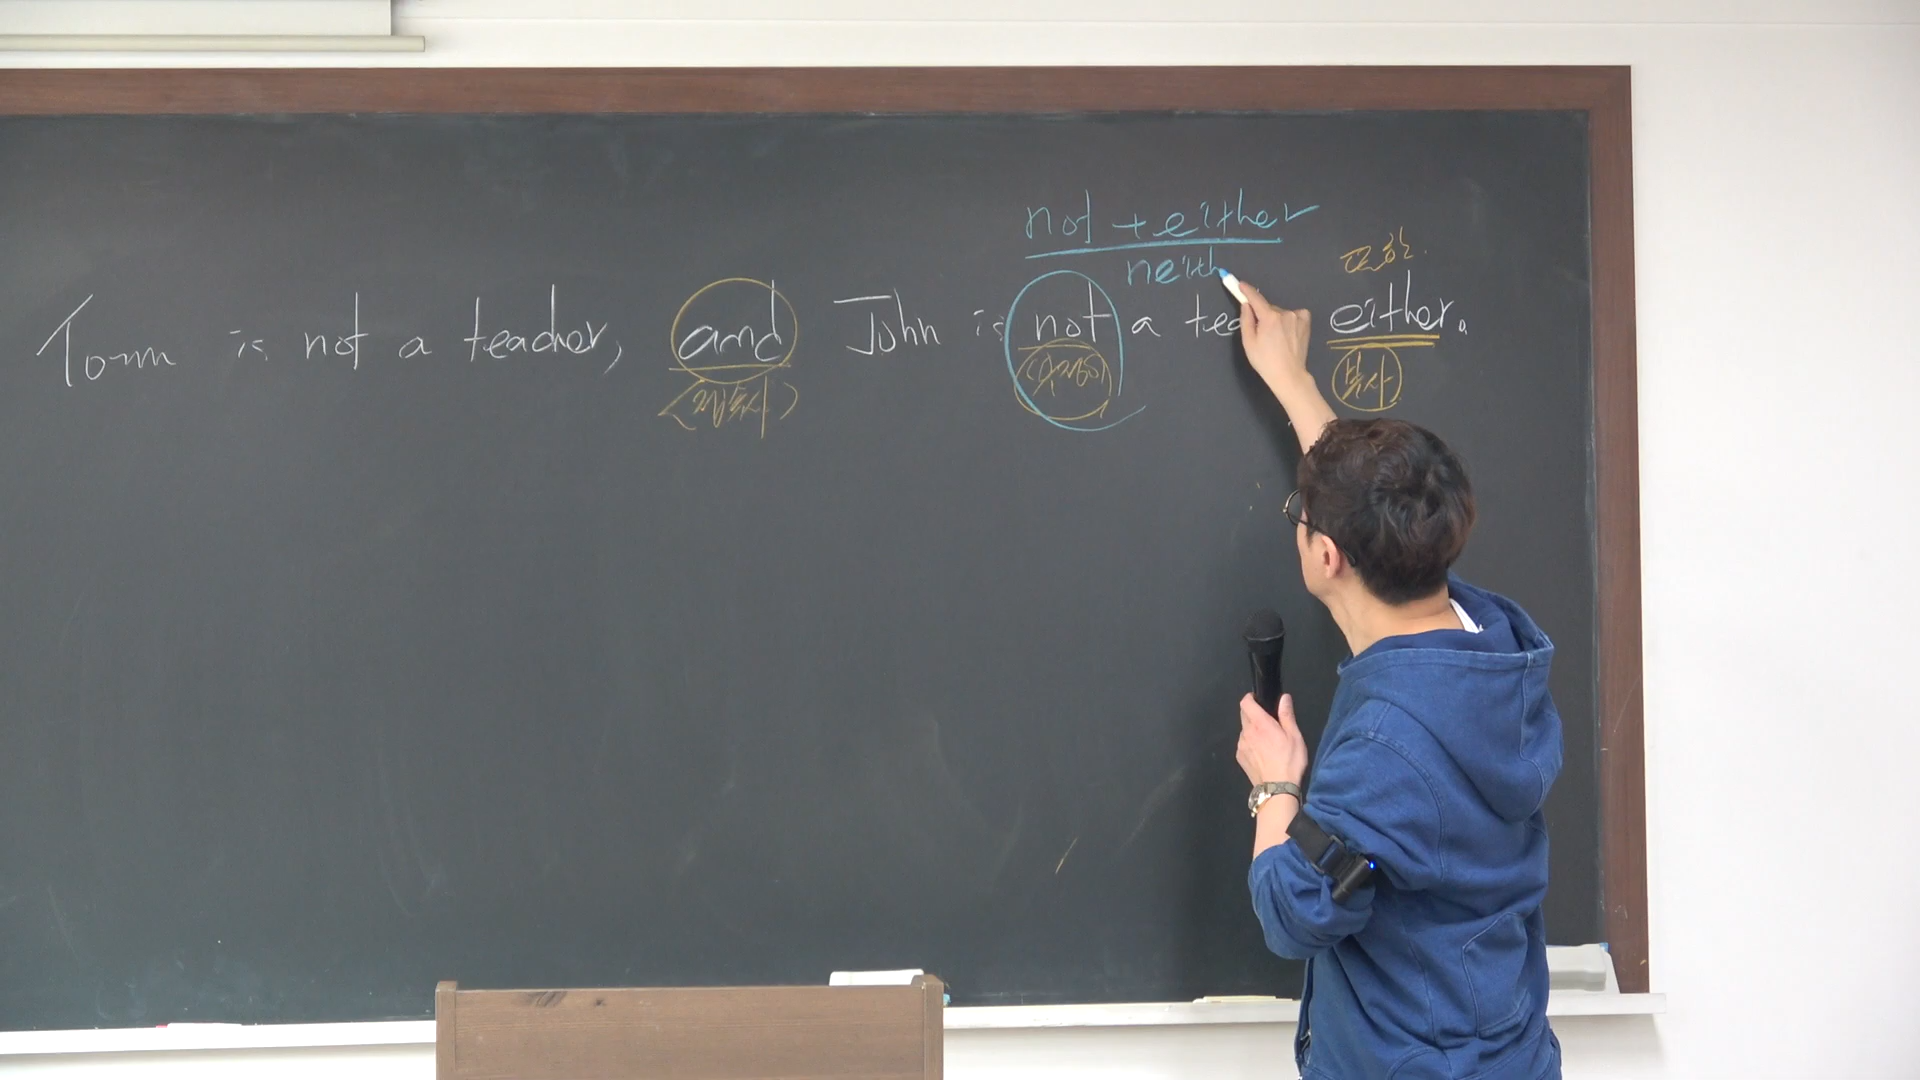 not + either
neith
또한.
Tom is not a teacher, and John is not a tea either.
(접속사) (부정어) 부사